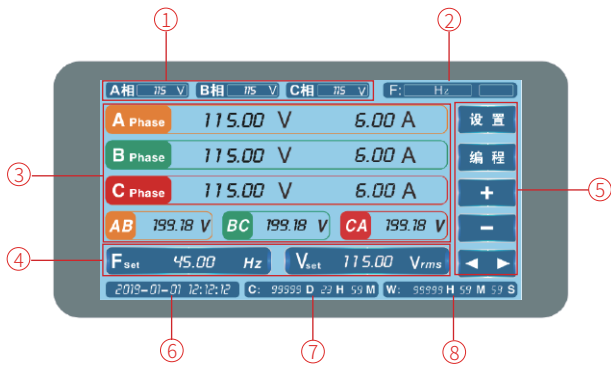 ① ②
A相 115 V B相 115 V C相 115 V F: Hz
A Phase 115.00 V 6.00 A 设置
B Phase 115.00 V 6.00 A 编程
C Phase 115.00 V 6.00 A +
AB 199.18 V BC 199.18 V CA 199.18 V −
Fset 45.00 Hz Vset 115.00 Vrms ◀ ▶
2019-01-01 12:12:12 C: 99999 D 23 H 59 M W: 99999 H 59 M 59 S
③
④
⑤
⑥ ⑦ ⑧